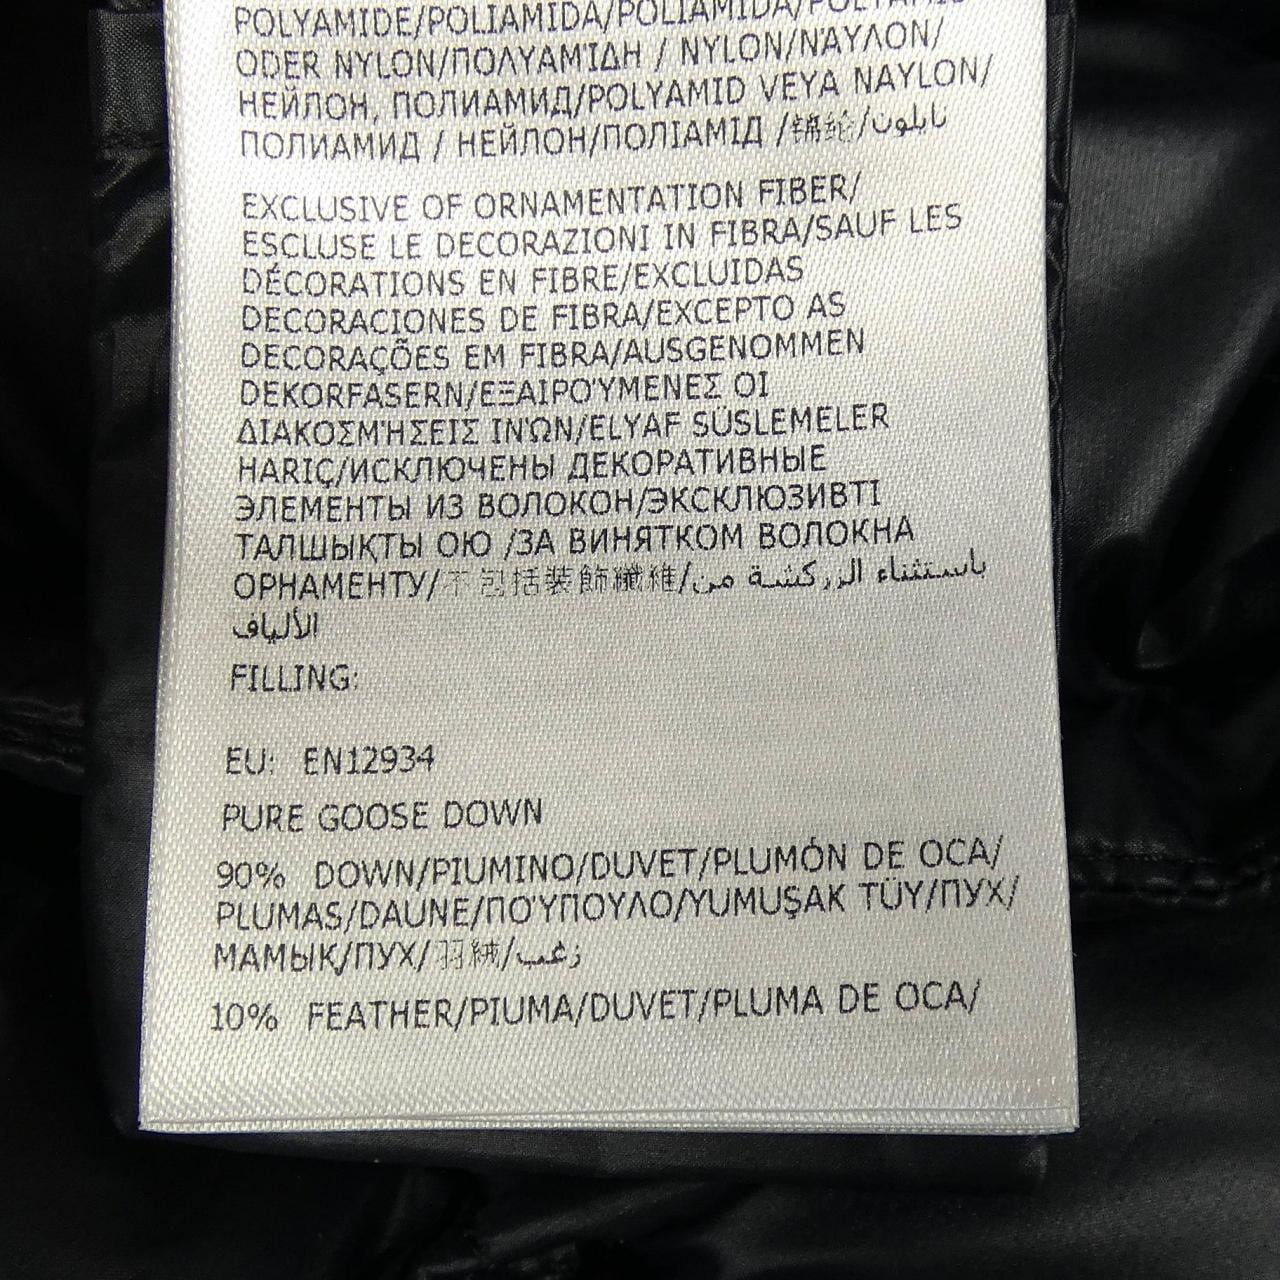 POLYAMIDE/POLIAMIDA/POLIAMIDA/POLYAMID
ODER NYLON/ΠΟΛΥΑΜΊΔΗ / NYLON/ΝΆΥΛΟΝ/
НЕЙЛОН, ПОЛИАМИД/POLYAMID VEYA NAYLON/
ПОЛИАМИД / НЕЙЛОН/ПОЛІАМІД /锦纶/نايلون
EXCLUSIVE OF ORNAMENTATION FIBER/
ESCLUSE LE DECORAZIONI IN FIBRA/SAUF LES
DÉCORATIONS EN FIBRE/EXCLUIDAS
DECORACIONES DE FIBRA/EXCEPTO AS
DECORAÇÕES EM FIBRA/AUSGENOMMEN
DEKORFASERN/ΕΞΑΙΡΟΎΜΕΝΕΣ ΟΙ
ΔΙΑΚΟΣΜΉΣΕΙΣ ΙΝΏΝ/ELYAF SÜSLEMELER
HARIÇ/ИСКЛЮЧЕНЫ ДЕКОРАТИВНЫЕ
ЭЛЕМЕНТЫ ИЗ ВОЛОКОН/ЭКСКЛЮЗИВТІ
ТАЛШЫҚТЫ ОЮ /ЗА ВИНЯТКОМ ВОЛОКНА
ОРНАМЕНТУ/不包括装飾纖維/باستثناء الزركشة من
الألياف
FILLING:
EU: EN12934
PURE GOOSE DOWN
90% DOWN/PIUMINO/DUVET/PLUMÓN DE OCA/
PLUMAS/DAUNE/ΠΟΎΠΟΥΛΟ/YUMUŞAK TÜY/ПУХ/
МАМЫҚ/ПУХ/羽絨/زغب
10% FEATHER/PIUMA/DUVET/PLUMA DE OCA/